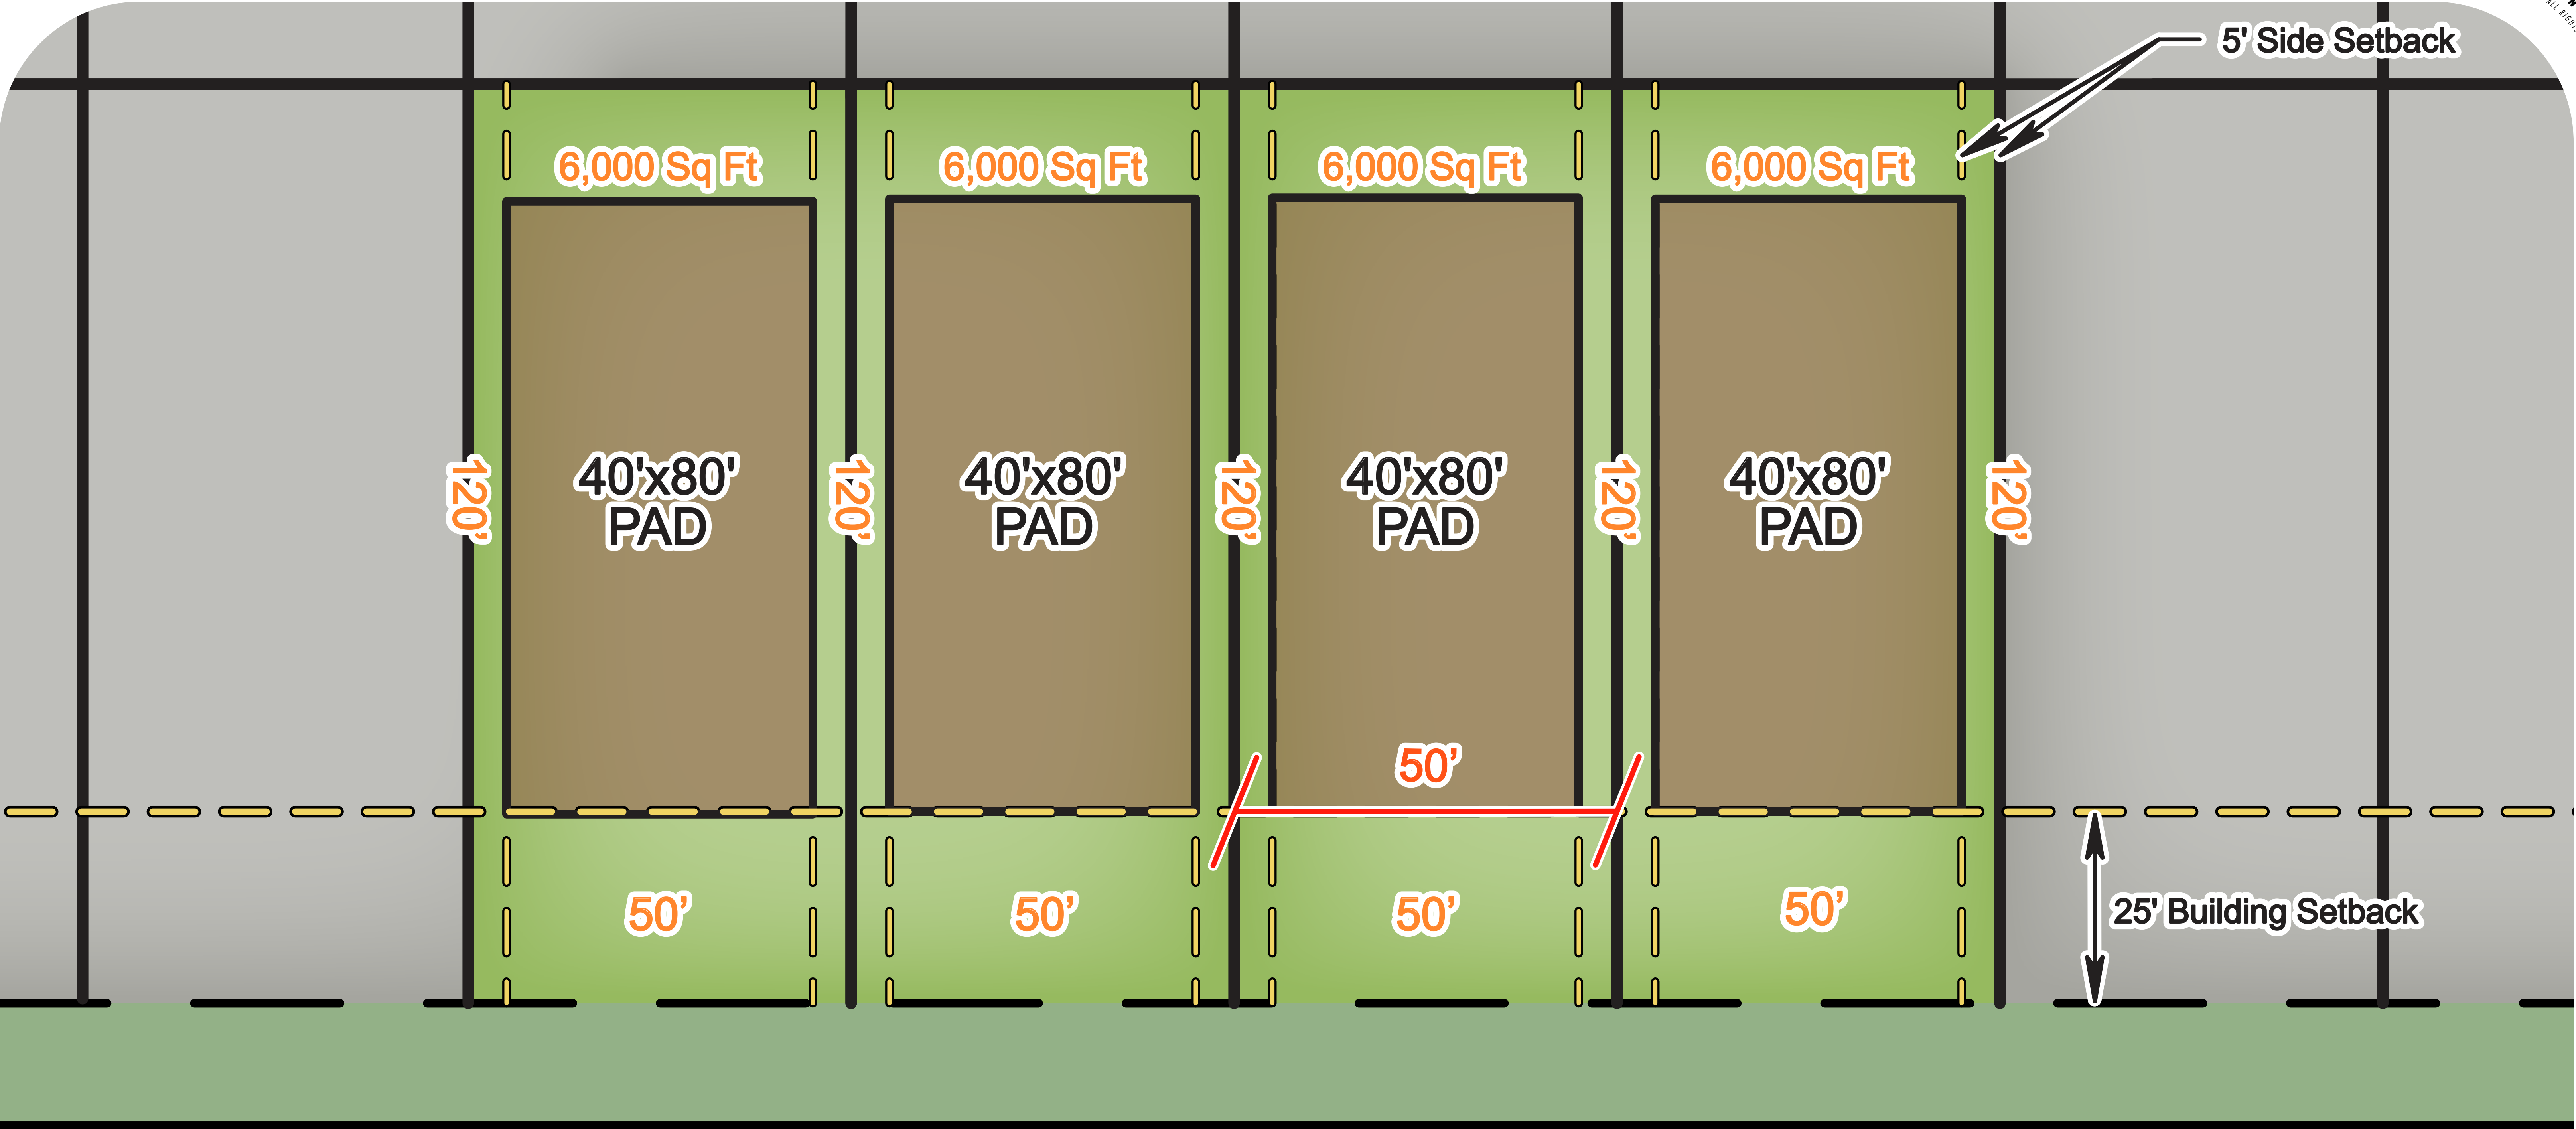 5' Side Setback
6,000 Sq Ft
6,000 Sq Ft
6,000 Sq Ft
6,000 Sq Ft
40'x80'
PAD
40'x80'
PAD
40'x80'
PAD
40'x80'
PAD
120’
120’
120’
120’
120’
50’
50’
50’
50’
50’
25' Building Setback